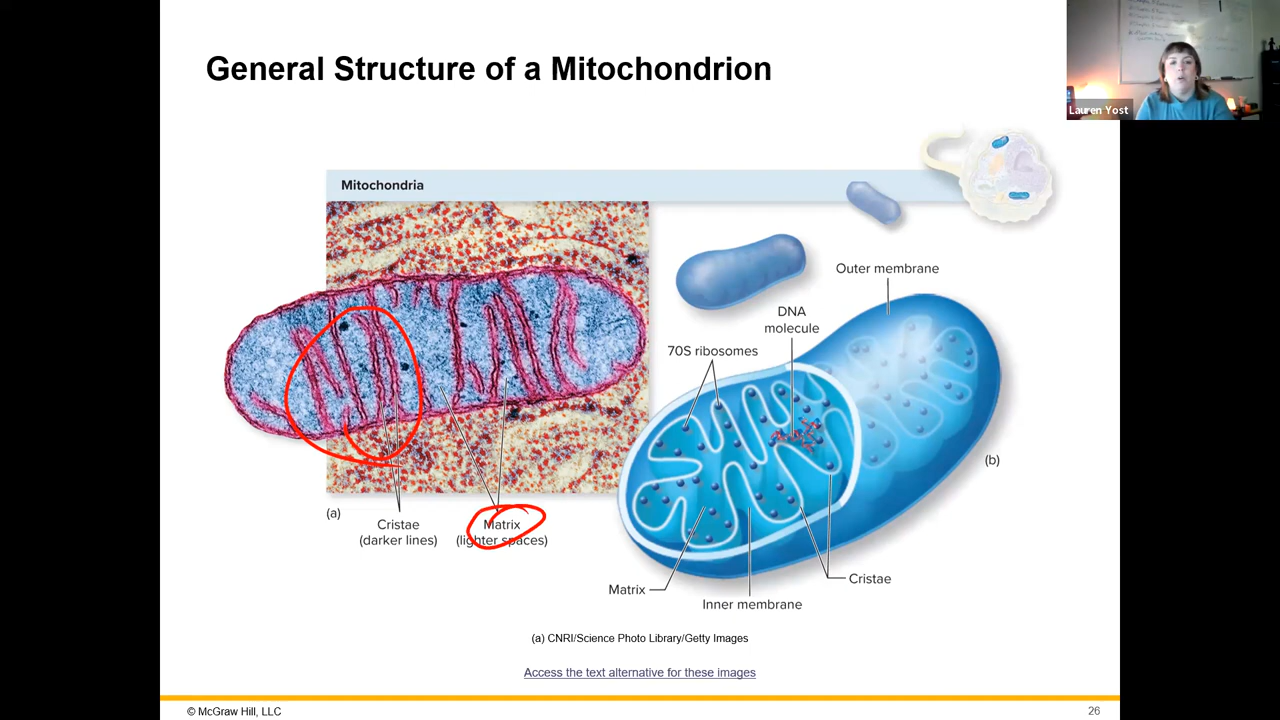 General Structure of a Mitochondrion
Lauren Yost
Mitochondria
Outer membrane
DNA
molecule
70S ribosomes
(b)
(a)
Cristae
(darker lines)
Matrix
(lighter spaces)
Cristae
Matrix
Inner membrane
(a) CNRI/Science Photo Library/Getty Images
Access the text alternative for these images
© McGraw Hill, LLC
26